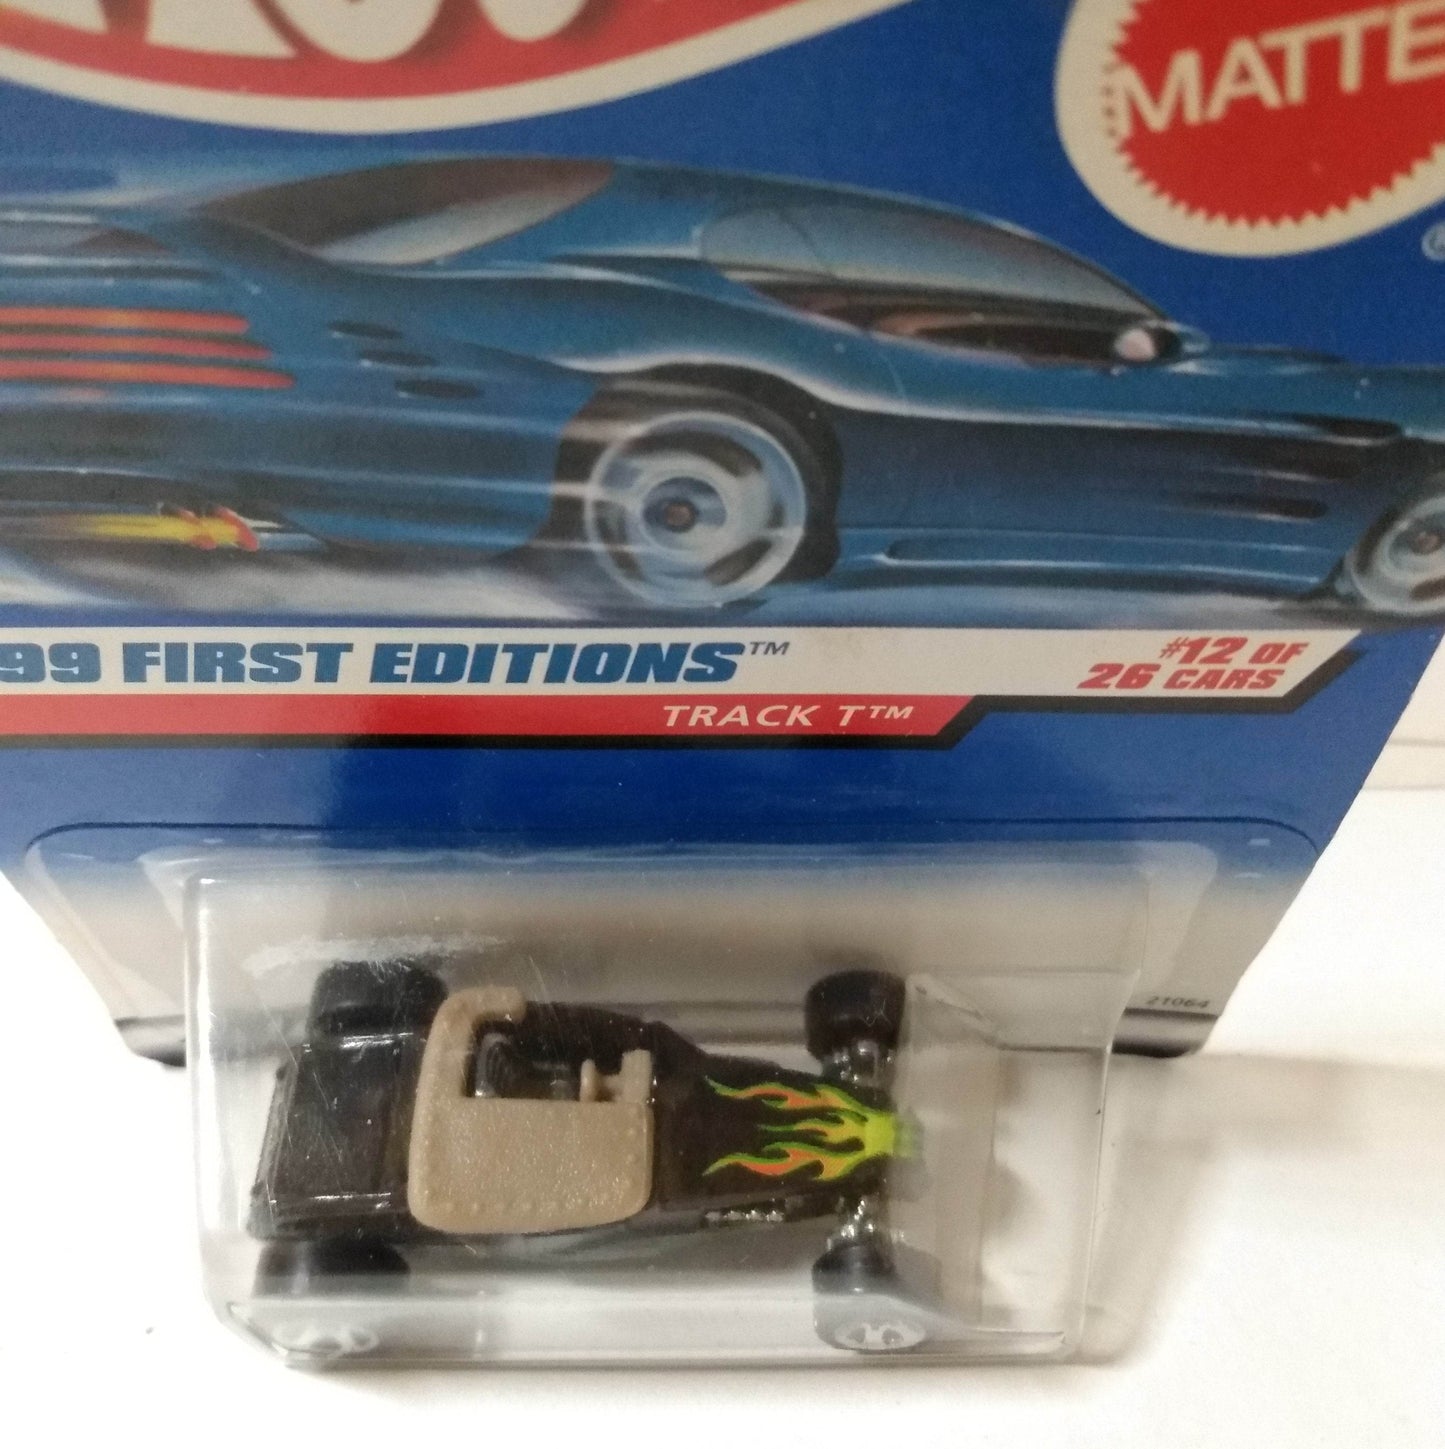 MATTE
99 FIRST EDITIONS™
#12 OF
26 CARS
TRACK T™
21064